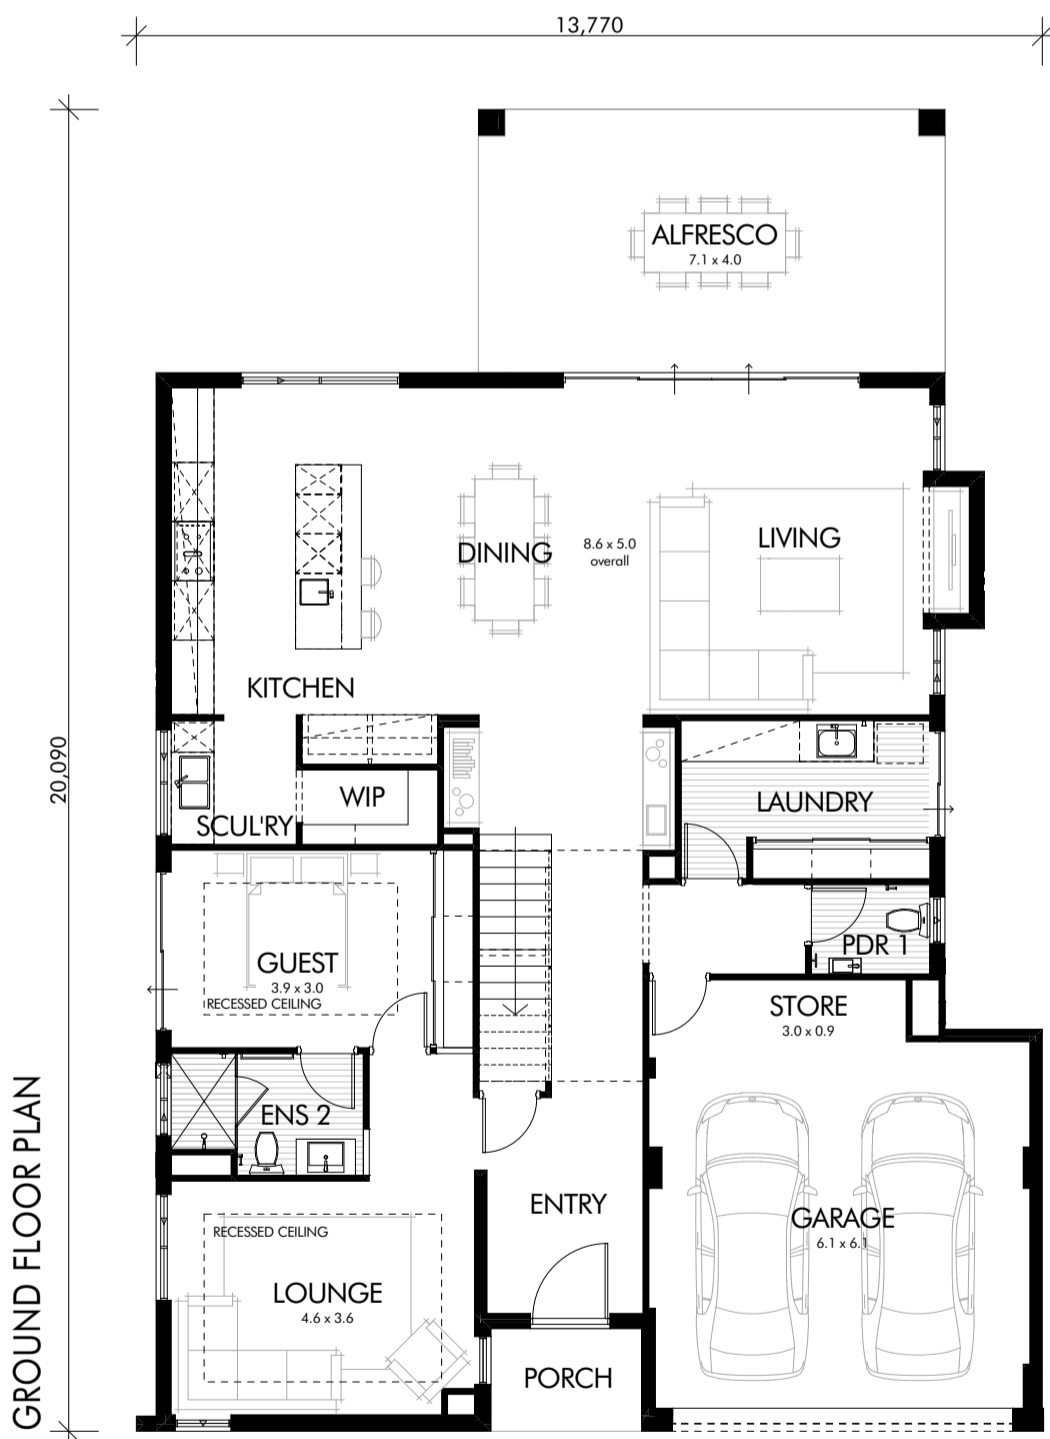 13,770
20,090
ALFRESCO
7.1 x 4.0
LIVING
DINING
8.6 x 5.0
overall
KITCHEN
WIP
SCUL'RY
LAUNDRY
GUEST
3.9 x 3.0
RECESSED CEILING
PDR 1
STORE
3.0 x 0.9
ENS 2
ENTRY
GARAGE
6.1 x 6.1
RECESSED CEILING
LOUNGE
4.6 x 3.6
PORCH
GROUND FLOOR PLAN